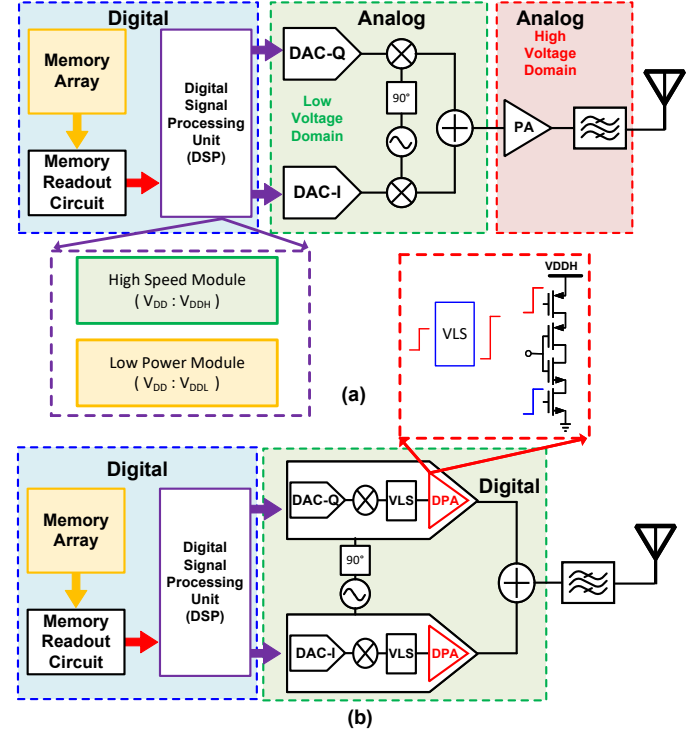 Digital
Analog
Analog
Memory
Array
Memory
Readout
Circuit
Digital
Signal
Processing
Unit
(DSP)
DAC-Q
Low
Voltage
Domain
90°
DAC-I
High
Voltage
Domain
PA
High Speed Module
( VDD : VDDH )
Low Power Module
( VDD : VDDL )
(a)
VLS
VDDH
Digital
Memory
Array
Memory
Readout
Circuit
Digital
Signal
Processing
Unit
(DSP)
Digital
DAC-Q
VLS
DPA
90°
DAC-I
VLS
DPA
(b)